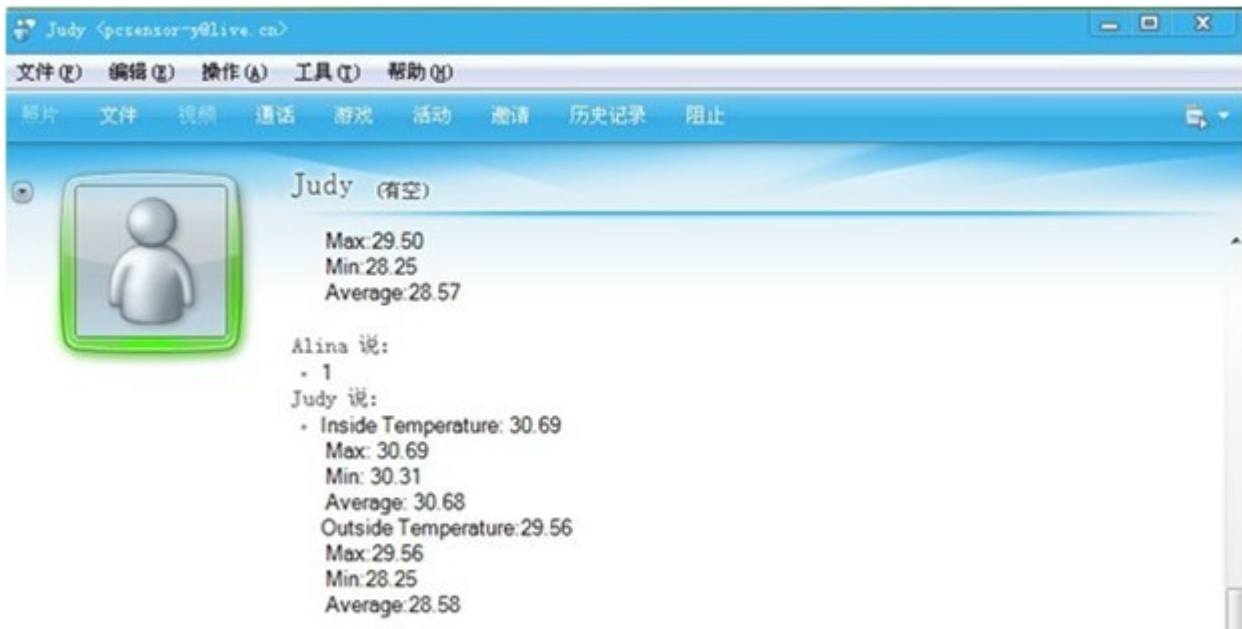 Judy <pcsensor-y@live.cn>
文件(F) 编辑(E) 操作(A) 工具(T) 帮助(H)
照片 文件 视频 通话 游戏 活动 邀请 历史记录 阻止
Judy (有空)
Max:29.50
Min:28.25
Average:28.57
Alina 说:
1
Judy 说:
Inside Temperature: 30.69
Max: 30.69
Min: 30.31
Average: 30.68
Outside Temperature:29.56
Max:29.56
Min:28.25
Average:28.58